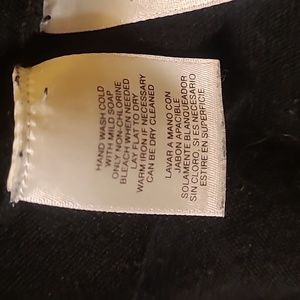 HAND WASH COLD
WITH MILD SOAP
ONLY NON-CHLORINE
BLEACH WHEN NEEDED
LAY FLAT TO DRY
WARM IRON IF NECESSARY
CAN BE DRY CLEANED
LAVAR A MANO CON
JABON APACIBLE
SOLAMENTE BLANQUEADOR
SIN CLORO, SI ES NECESARIO
ESTIRE EN SUPERFICIE